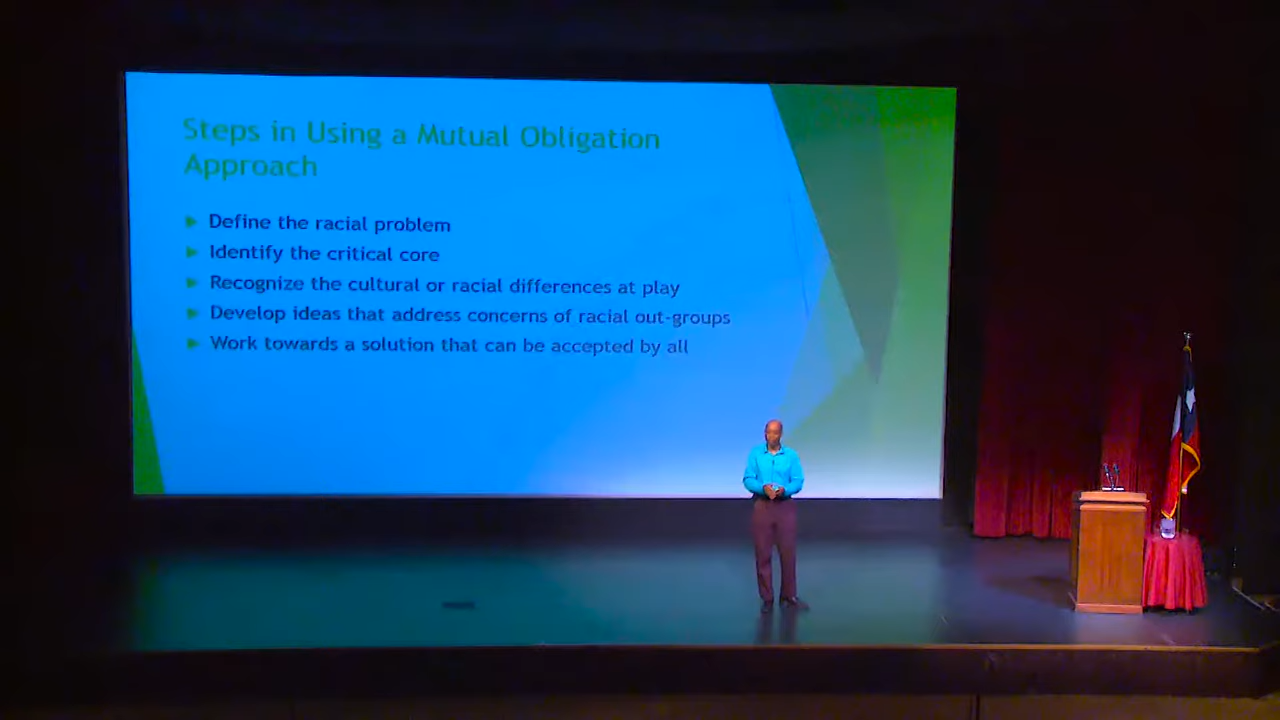 Steps in Using a Mutual Obligation
Approach
Define the racial problem
Identify the critical core
Recognize the cultural or racial differences at play
Develop ideas that address concerns of racial out-groups
Work towards a solution that can be accepted by all